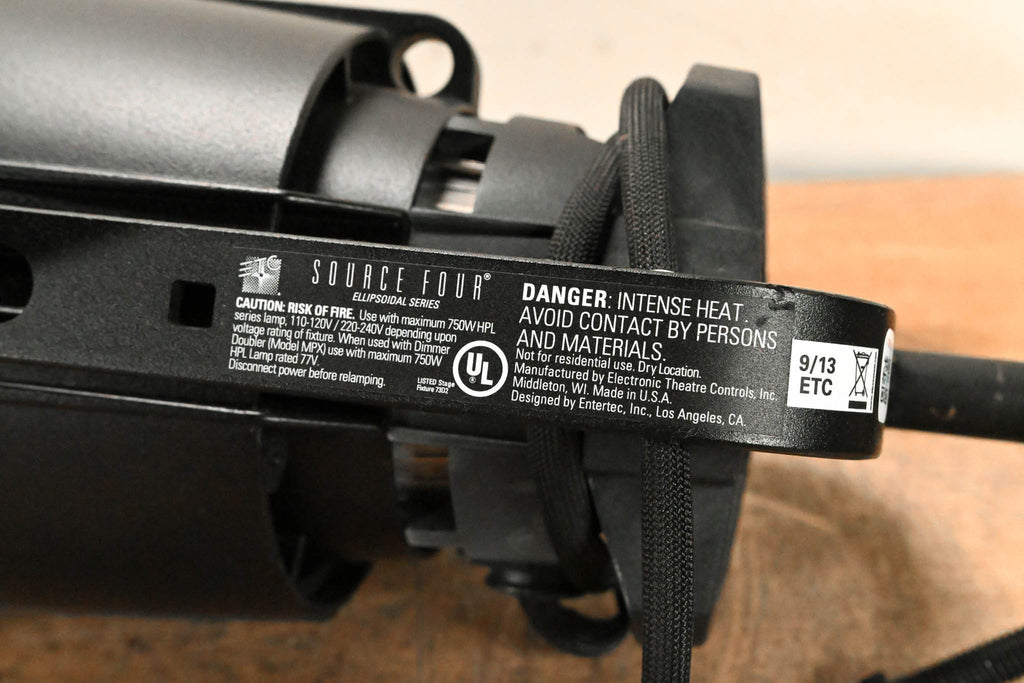 ETC
SOURCE FOUR®
ELLIPSOIDAL SERIES
CAUTION: RISK OF FIRE. Use with maximum 750W HPL
series lamp, 110-120V / 220-240V depending upon
voltage rating of fixture. When used with Dimmer
Doubler (Model MPX) use with maximum 750W
HPL Lamp rated 77V.
Disconnect power before relamping.
LISTED Stage
Fixture 73D2
UL
DANGER: INTENSE HEAT.
AVOID CONTACT BY PERSONS
AND MATERIALS.
Not for residential use. Dry Location.
Manufactured by Electronic Theatre Controls, Inc.
Middleton, WI. Made in U.S.A.
Designed by Entertec, Inc., Los Angeles, CA.
9/13
ETC